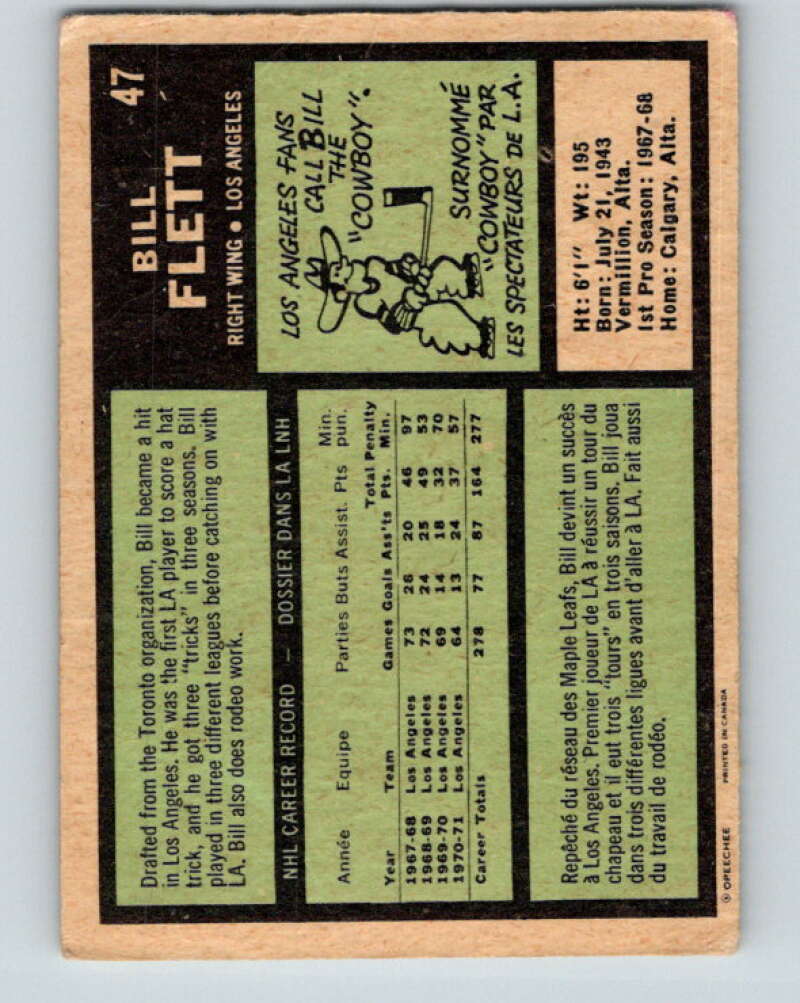 BILL
FLETT
47
RIGHT WING • LOS ANGELES
Drafted from the Toronto organization, Bill became a hit
in Los Angeles. He was the first LA player to score a hat
trick, and he got three "tricks" in three seasons. Bill
played in three different leagues before catching on with
LA. Bill also does rodeo work.
LOS ANGELES FANS
CALL BILL
THE
"COWBOY".
SURNOMMÉ
"COWBOY" PAR
LES SPECTATEURS DE L.A.
NHL CAREER RECORD — DOSSIER DANS LA LNH
Année Equipe Parties Buts Assist. Pts Min. pun.
Total Penalty
Year Team Games Goals Ass'ts Pts. Min.
1967-68 Los Angeles 73 26 20 46 97
1968-69 Los Angeles 72 24 25 49 53
1969-70 Los Angeles 69 14 18 32 70
1970-71 Los Angeles 64 13 24 37 57
Career Totals 278 77 87 164 277
Ht: 6'1" Wt: 195
Born: July 21, 1943
Vermillion, Alta.
1st Pro Season: 1967-68
Home: Calgary, Alta.
Repêché du réseau des Maple Leafs, Bill devint un succès
à Los Angeles. Premier joueur de LA à réussir un tour du
chapeau et il eut trois "tours" en trois saisons. Bill joua
dans trois différentes ligues avant d'aller à LA. Fait aussi
du travail de rodéo.
© OPEECHEE PRINTED IN CANADA